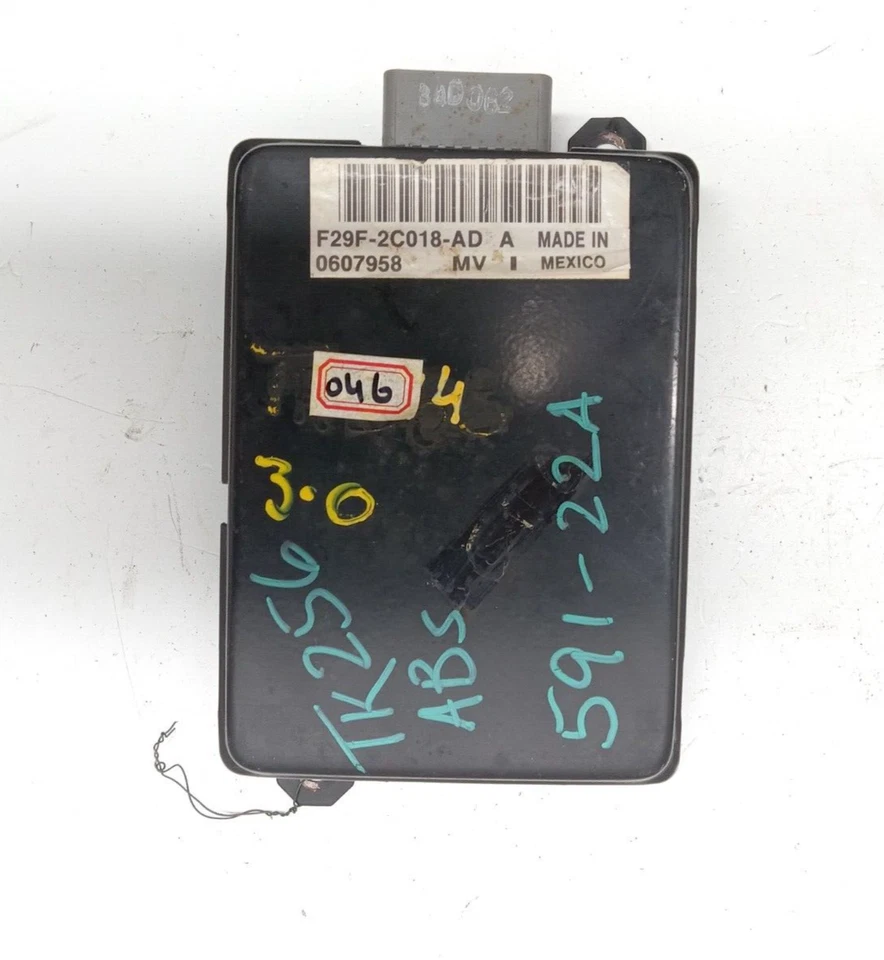 F29F-2C018-AD A MADE IN
0607958 MV MEXICO
046
4
3.0
TK256
ABS
591-22A